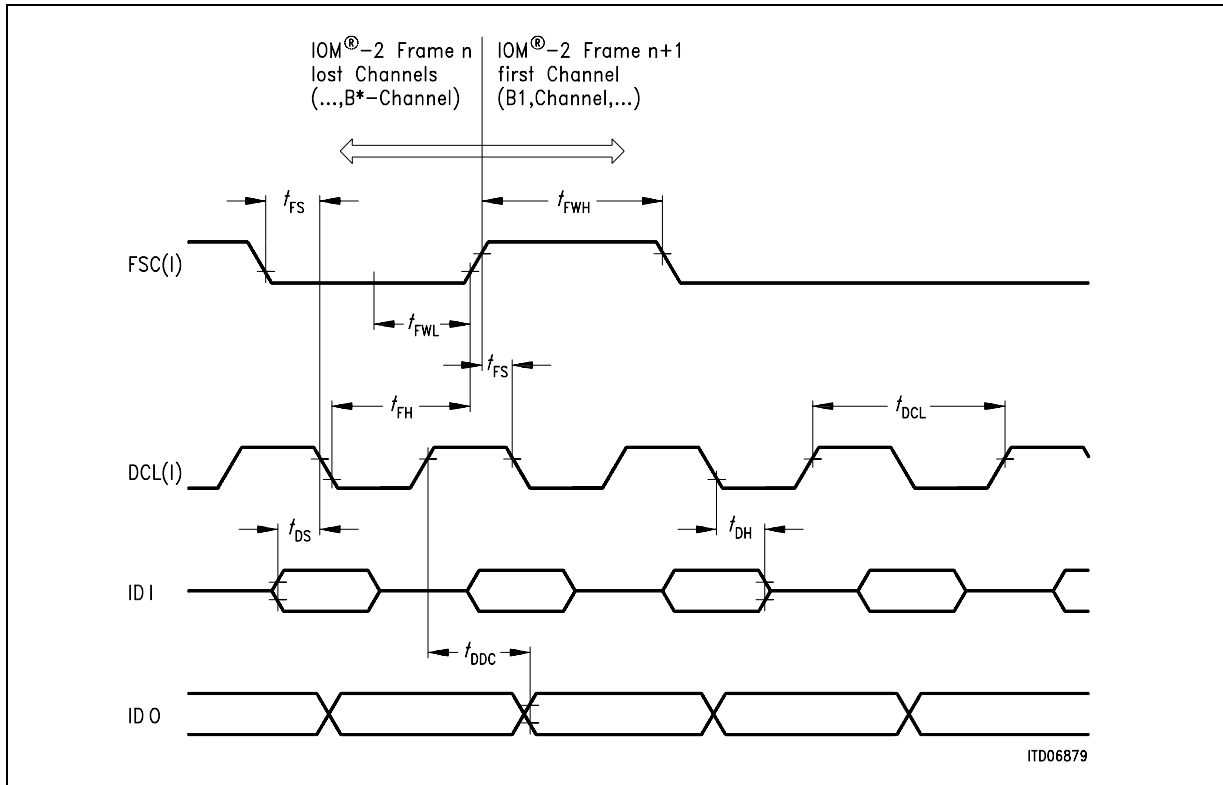 IOM®-2 Frame n
lost Channels
(...,B*-Channel)
IOM®-2 Frame n+1
first Channel
(B1,Channel,...)
tFS
tFWH
FSC(I)
tFWL
tFS
tFH
tDCL
DCL(I)
tDS
tDH
ID I
tDDC
ID O
ITD06879